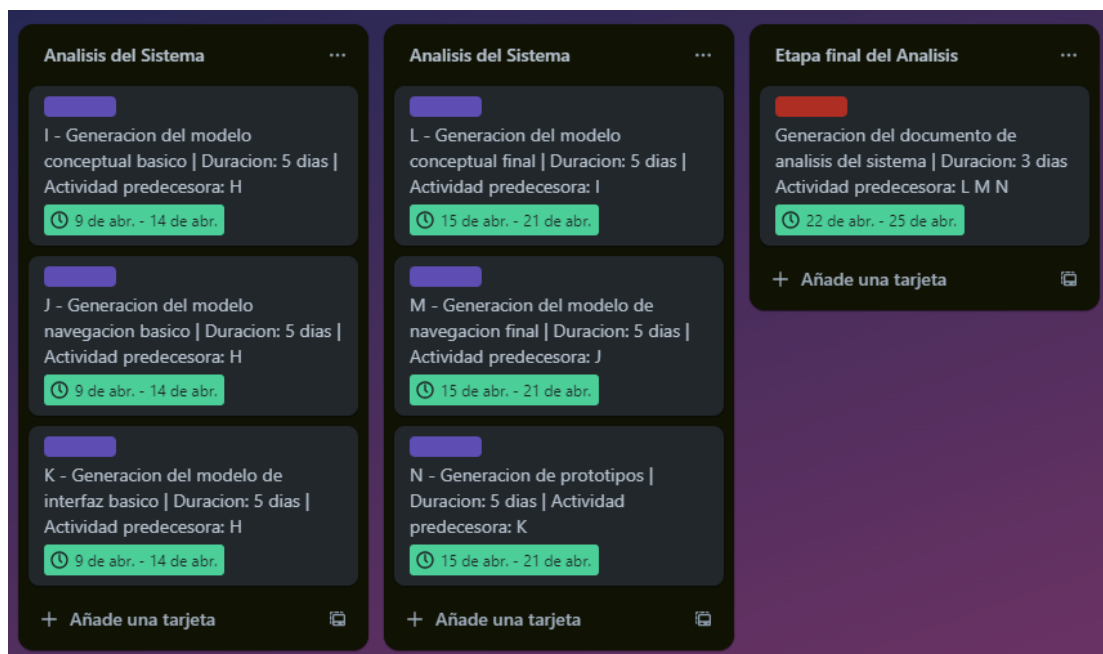 Analisis del Sistema
I - Generacion del modelo
conceptual basico | Duracion: 5 dias |
Actividad predecesora: H
9 de abr. - 14 de abr.
J - Generacion del modelo
navegacion basico | Duracion: 5 dias |
Actividad predecesora: H
9 de abr. - 14 de abr.
K - Generacion del modelo de
interfaz basico | Duracion: 5 dias |
Actividad predecesora: H
9 de abr. - 14 de abr.
+ Añade una tarjeta
Analisis del Sistema
L - Generacion del modelo
conceptual final | Duracion: 5 dias |
Actividad predecesora: I
15 de abr. - 21 de abr.
M - Generacion del modelo de
navegacion final | Duracion: 5 dias |
Actividad predecesora: J
15 de abr. - 21 de abr.
N - Generacion de prototipos |
Duracion: 5 dias | Actividad
predecesora: K
15 de abr. - 21 de abr.
+ Añade una tarjeta
Etapa final del Analisis
Generacion del documento de
analisis del sistema | Duracion: 3 dias
Actividad predecesora: L M N
22 de abr. - 25 de abr.
+ Añade una tarjeta